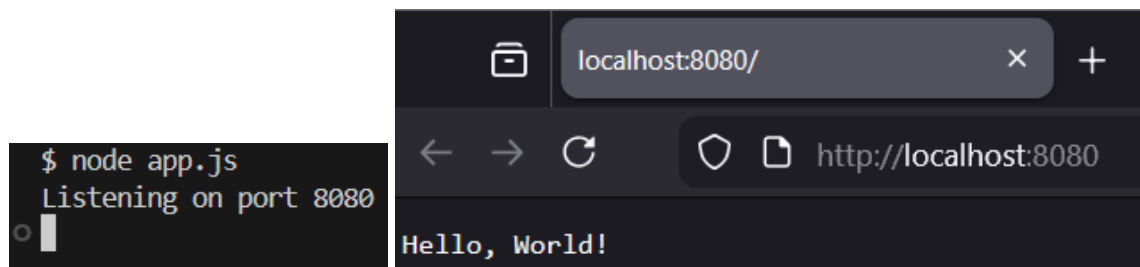 $ node app.js
Listening on port 8080
localhost:8080/
http://localhost:8080
Hello, World!